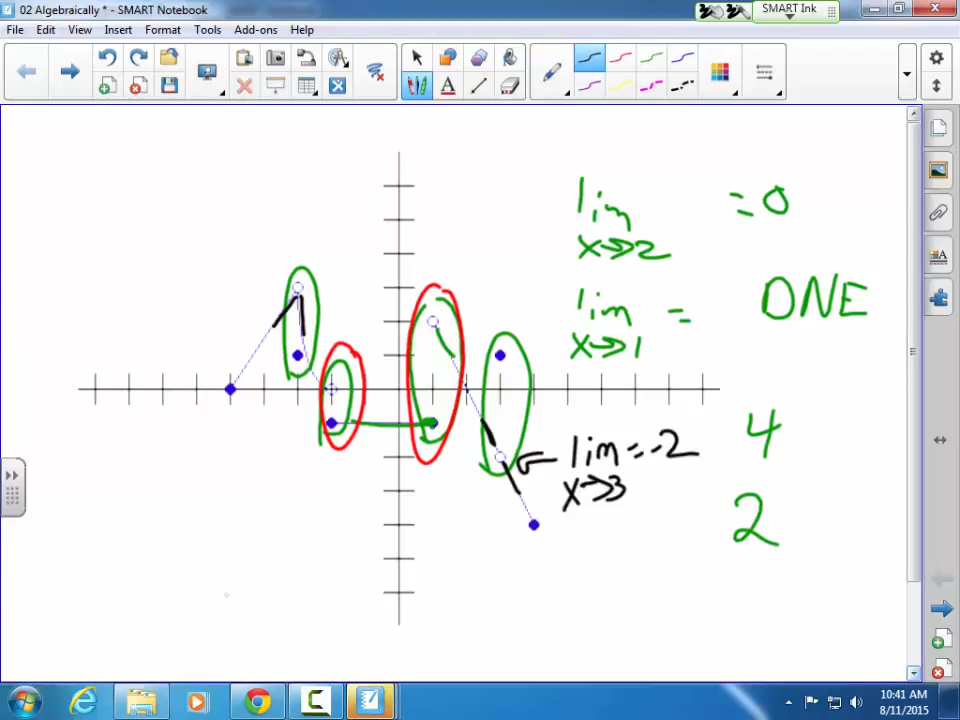 02 Algebraically * - SMART Notebook
SMART Ink
File Edit View Insert Format Tools Add-ons Help
lim = 0
x→2
lim = DNE
x→1
4
lim = -2
x→3
2
10:41 AM
8/11/2015